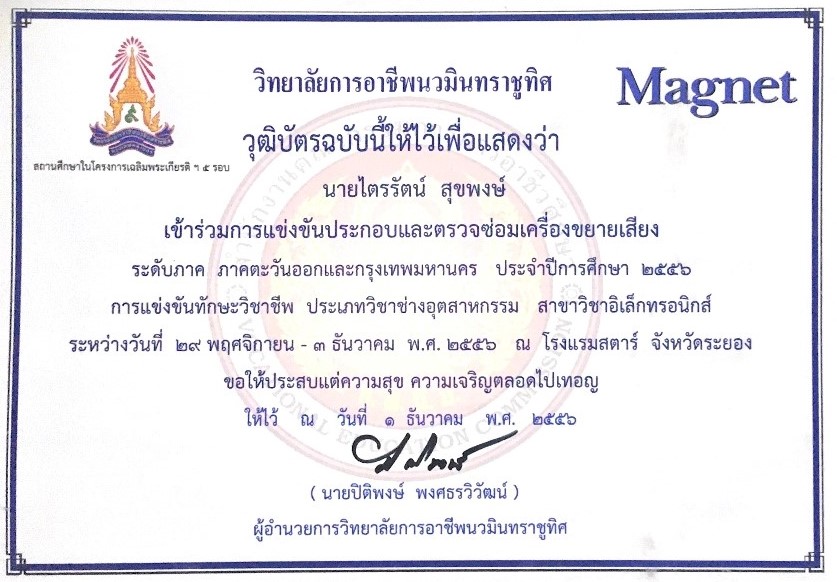 วิทยาลัยการอาชีพนวมินทราชูทิศ
Magnet
วุฒิบัตรฉบับนี้ให้ไว้เพื่อแสดงว่า
สถานศึกษาในโครงการเฉลิมพระเกียรติ ฯ ๕ รอบ
นายไตรรัตน์ สุขพงษ์
เข้าร่วมการแข่งขันประกอบและตรวจซ่อมเครื่องขยายเสียง
ระดับภาค ภาคตะวันออกและกรุงเทพมหานคร ประจำปีการศึกษา ๒๕๕๖
การแข่งขันทักษะวิชาชีพ ประเภทวิชาช่างอุตสาหกรรม สาขาวิชาอิเล็กทรอนิกส์
ระหว่างวันที่ ๒๙ พฤศจิกายน - ๓ ธันวาคม พ.ศ. ๒๕๕๖ ณ โรงแรมสตาร์ จังหวัดระยอง
ขอให้ประสบแต่ความสุข ความเจริญตลอดไปเทอญ
ให้ไว้ ณ วันที่ ๑ ธันวาคม พ.ศ. ๒๕๕๖
( นายปิติพงษ์ พงศธรวิวัฒน์ )
ผู้อำนวยการวิทยาลัยการอาชีพนวมินทราชูทิศ
VOCATIONAL EDUCATION COMMISSION